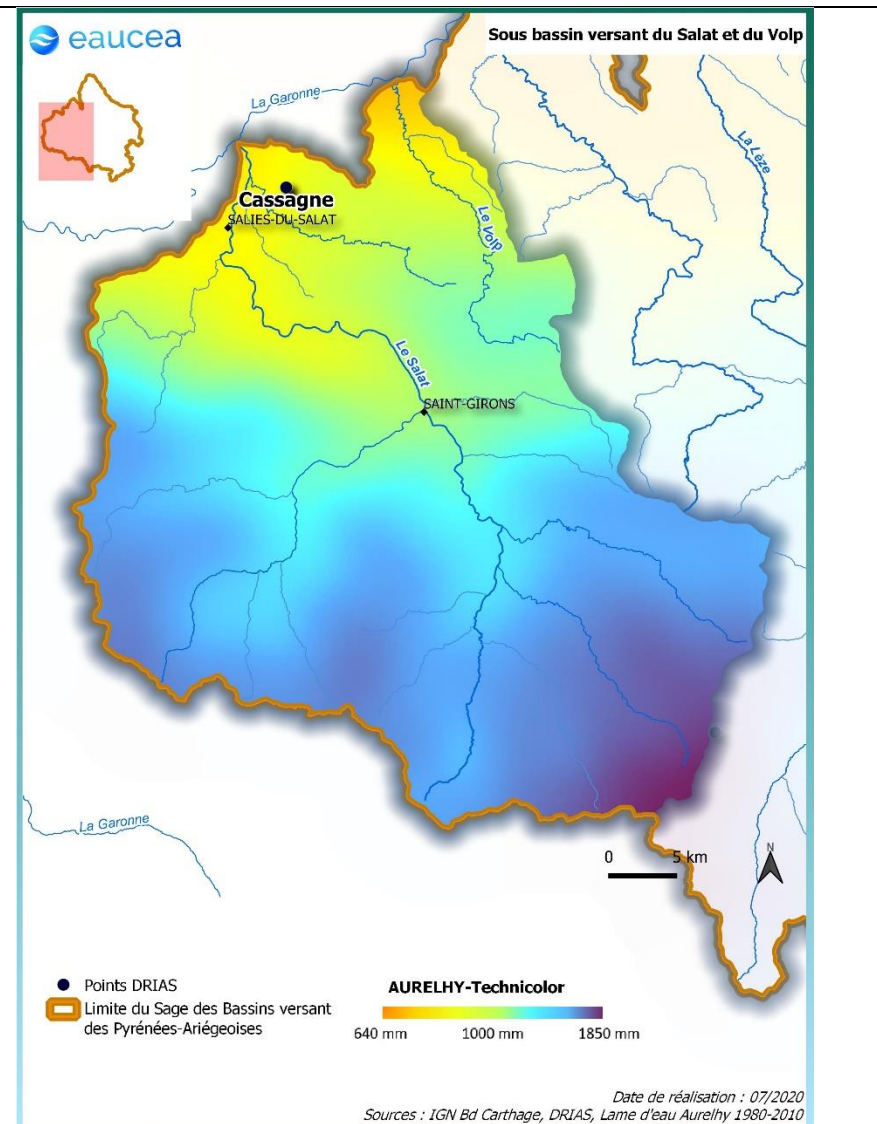 eaucea
Sous bassin versant du Salat et du Volp
La Garonne
La Lèze
Cassagne
SALIES-DU-SALAT
Le Volp
Le Salat
SAINT-GIRONS
La Garonne
0 5 km
N
Points DRIAS
Limite du Sage des Bassins versant
des Pyrénées-Ariégeoises
AURELHY-Technicolor
640 mm 1000 mm 1850 mm
Date de réalisation : 07/2020
Sources : IGN Bd Carthage, DRIAS, Lame d'eau Aurelhy 1980-2010